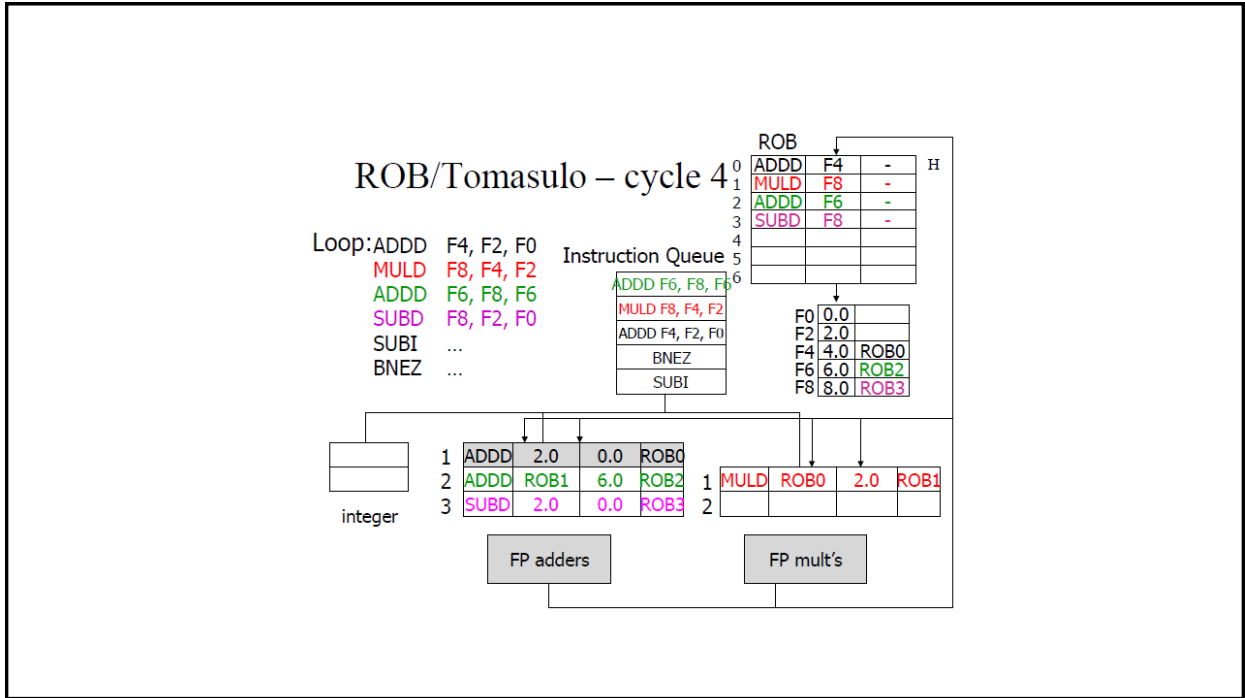 ROB/Tomasulo – cycle 4
ROB
0 ADDD F4 - H
1 MULD F8 -
2 ADDD F6 -
3 SUBD F8 -
4
5
6
Loop: ADDD F4, F2, F0
MULD F8, F4, F2
ADDD F6, F8, F6
SUBD F8, F2, F0
SUBI ...
BNEZ ...
Instruction Queue
ADDD F6, F8, F6
MULD F8, F4, F2
ADDD F4, F2, F0
BNEZ
SUBI
F0 0.0
F2 2.0
F4 4.0 ROB0
F6 6.0 ROB2
F8 8.0 ROB3
integer
1 ADDD 2.0 0.0 ROB0
2 ADDD ROB1 6.0 ROB2
3 SUBD 2.0 0.0 ROB3
1 MULD ROB0 2.0 ROB1
2
FP adders
FP mult's